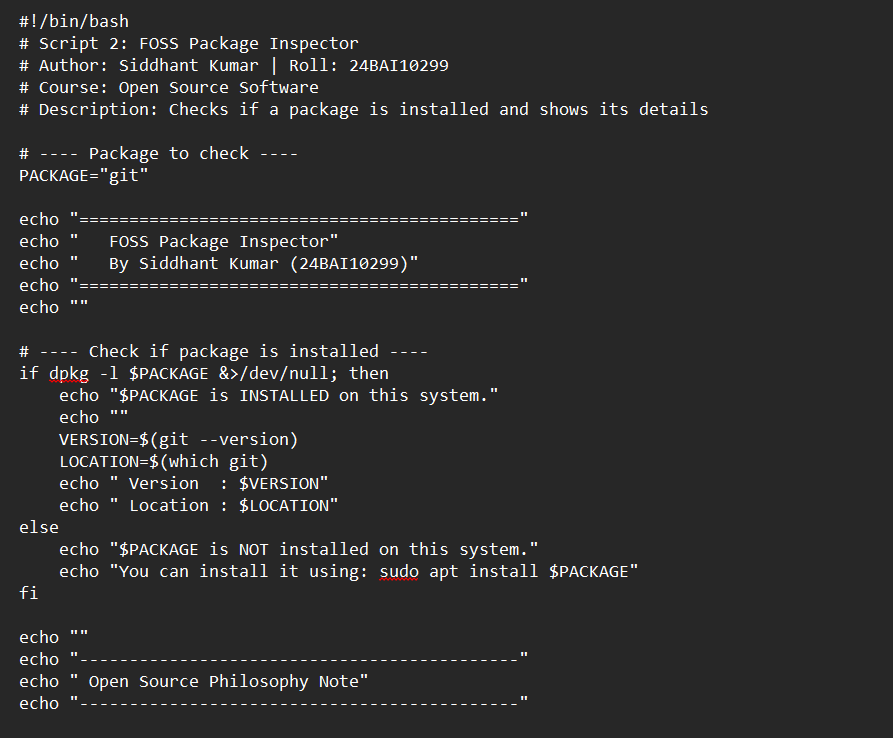 #!/bin/bash
# Script 2: FOSS Package Inspector
# Author: Siddhant Kumar | Roll: 24BAI10299
# Course: Open Source Software
# Description: Checks if a package is installed and shows its details

# ---- Package to check ----
PACKAGE="git"

echo "============================================"
echo "   FOSS Package Inspector"
echo "   By Siddhant Kumar (24BAI10299)"
echo "============================================"
echo ""

# ---- Check if package is installed ----
if dpkg -l $PACKAGE &>/dev/null; then
    echo "$PACKAGE is INSTALLED on this system."
    echo ""
    VERSION=$(git --version)
    LOCATION=$(which git)
    echo " Version  : $VERSION"
    echo " Location : $LOCATION"
else
    echo "$PACKAGE is NOT installed on this system."
    echo "You can install it using: sudo apt install $PACKAGE"
fi

echo ""
echo "--------------------------------------------"
echo " Open Source Philosophy Note"
echo "--------------------------------------------"